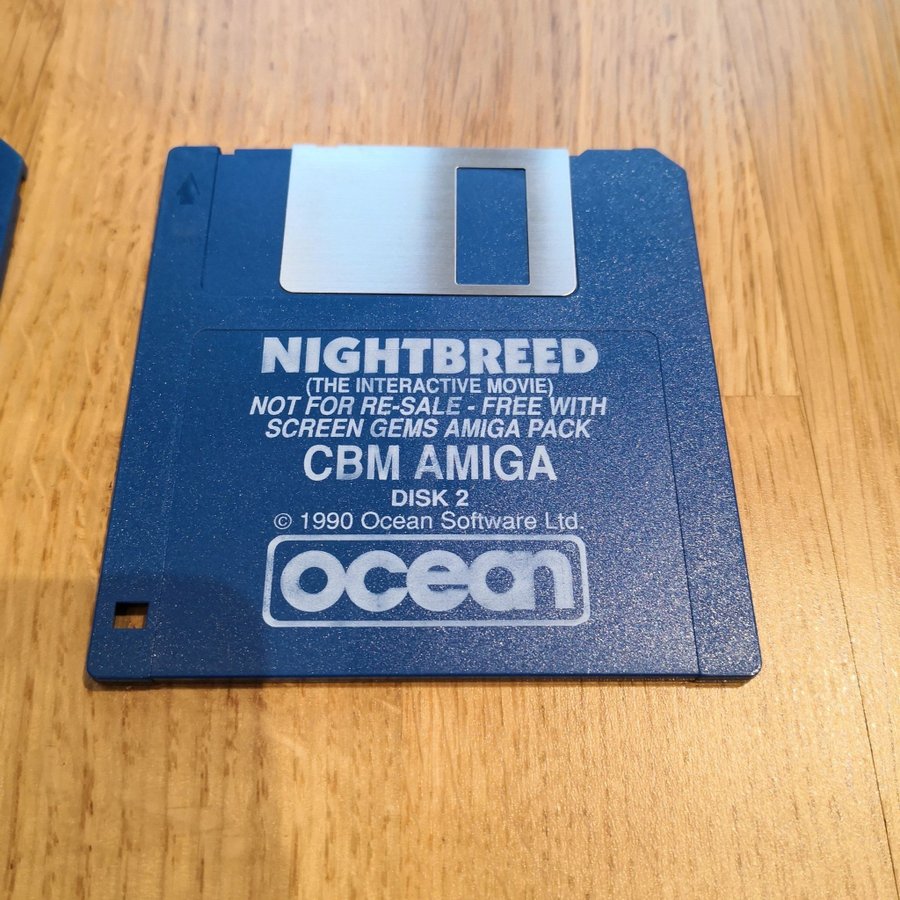 NIGHTBREED
(THE INTERACTIVE MOVIE)
NOT FOR RE-SALE - FREE WITH
SCREEN GEMS AMIGA PACK
CBM AMIGA
DISK 2
© 1990 Ocean Software Ltd.
ocean